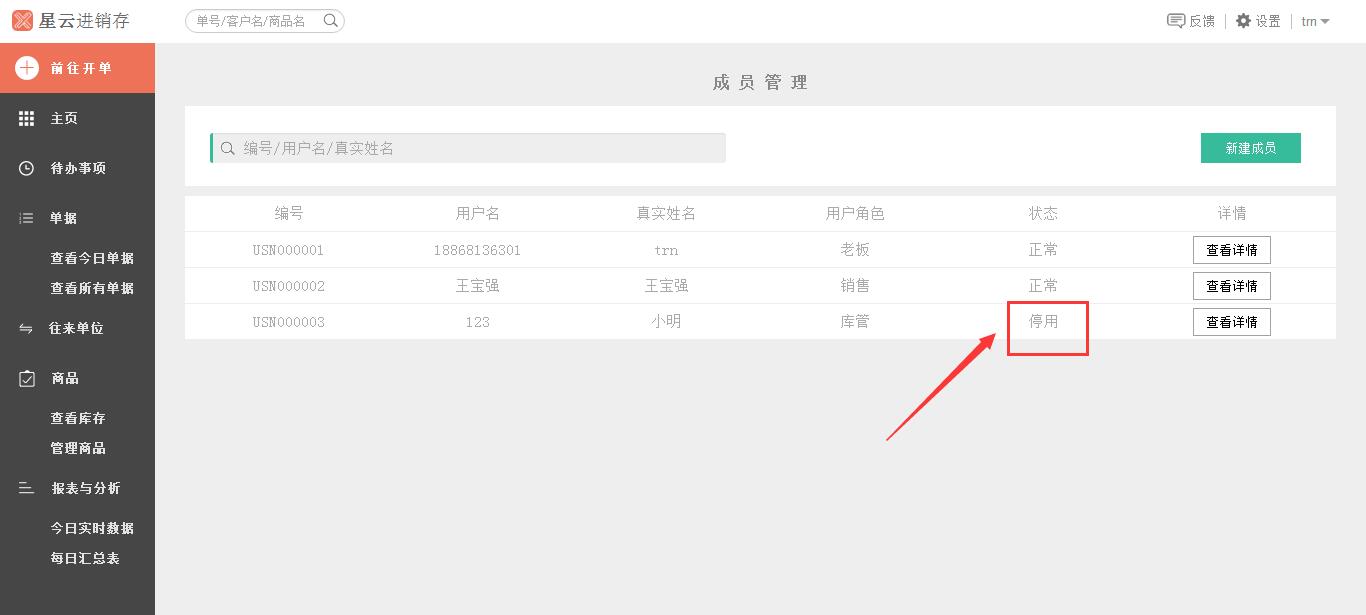 星云进销存 单号/客户名/商品名 反馈 设置 trn
前往开单
主页
待办事项
单据
查看今日单据
查看所有单据
往来单位
商品
查看库存
管理商品
报表与分析
今日实时数据
每日汇总表
成员管理
编号/用户名/真实姓名 新建成员
编号 用户名 真实姓名 用户角色 状态 详情
USN000001 18868136301 trn 老板 正常 查看详情
USN000002 王宝强 王宝强 销售 正常 查看详情
USN000003 123 小明 库管 停用 查看详情